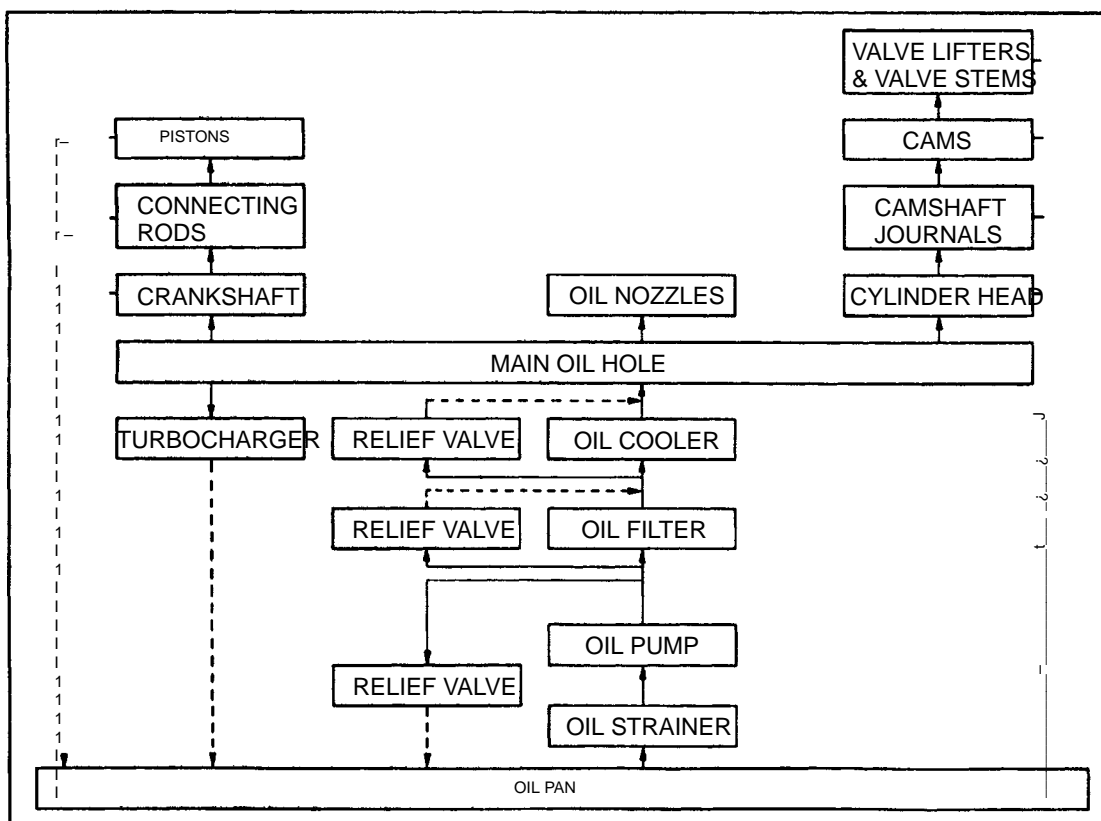 VALVE LIFTERS
& VALVE STEMS
PISTONS
CAMS
CONNECTING
RODS
CAMSHAFT
JOURNALS
CRANKSHAFT
OIL NOZZLES
CYLINDER HEAD
MAIN OIL HOLE
TURBOCHARGER
RELIEF VALVE
OIL COOLER
RELIEF VALVE
OIL FILTER
OIL PUMP
RELIEF VALVE
OIL STRAINER
OIL PAN